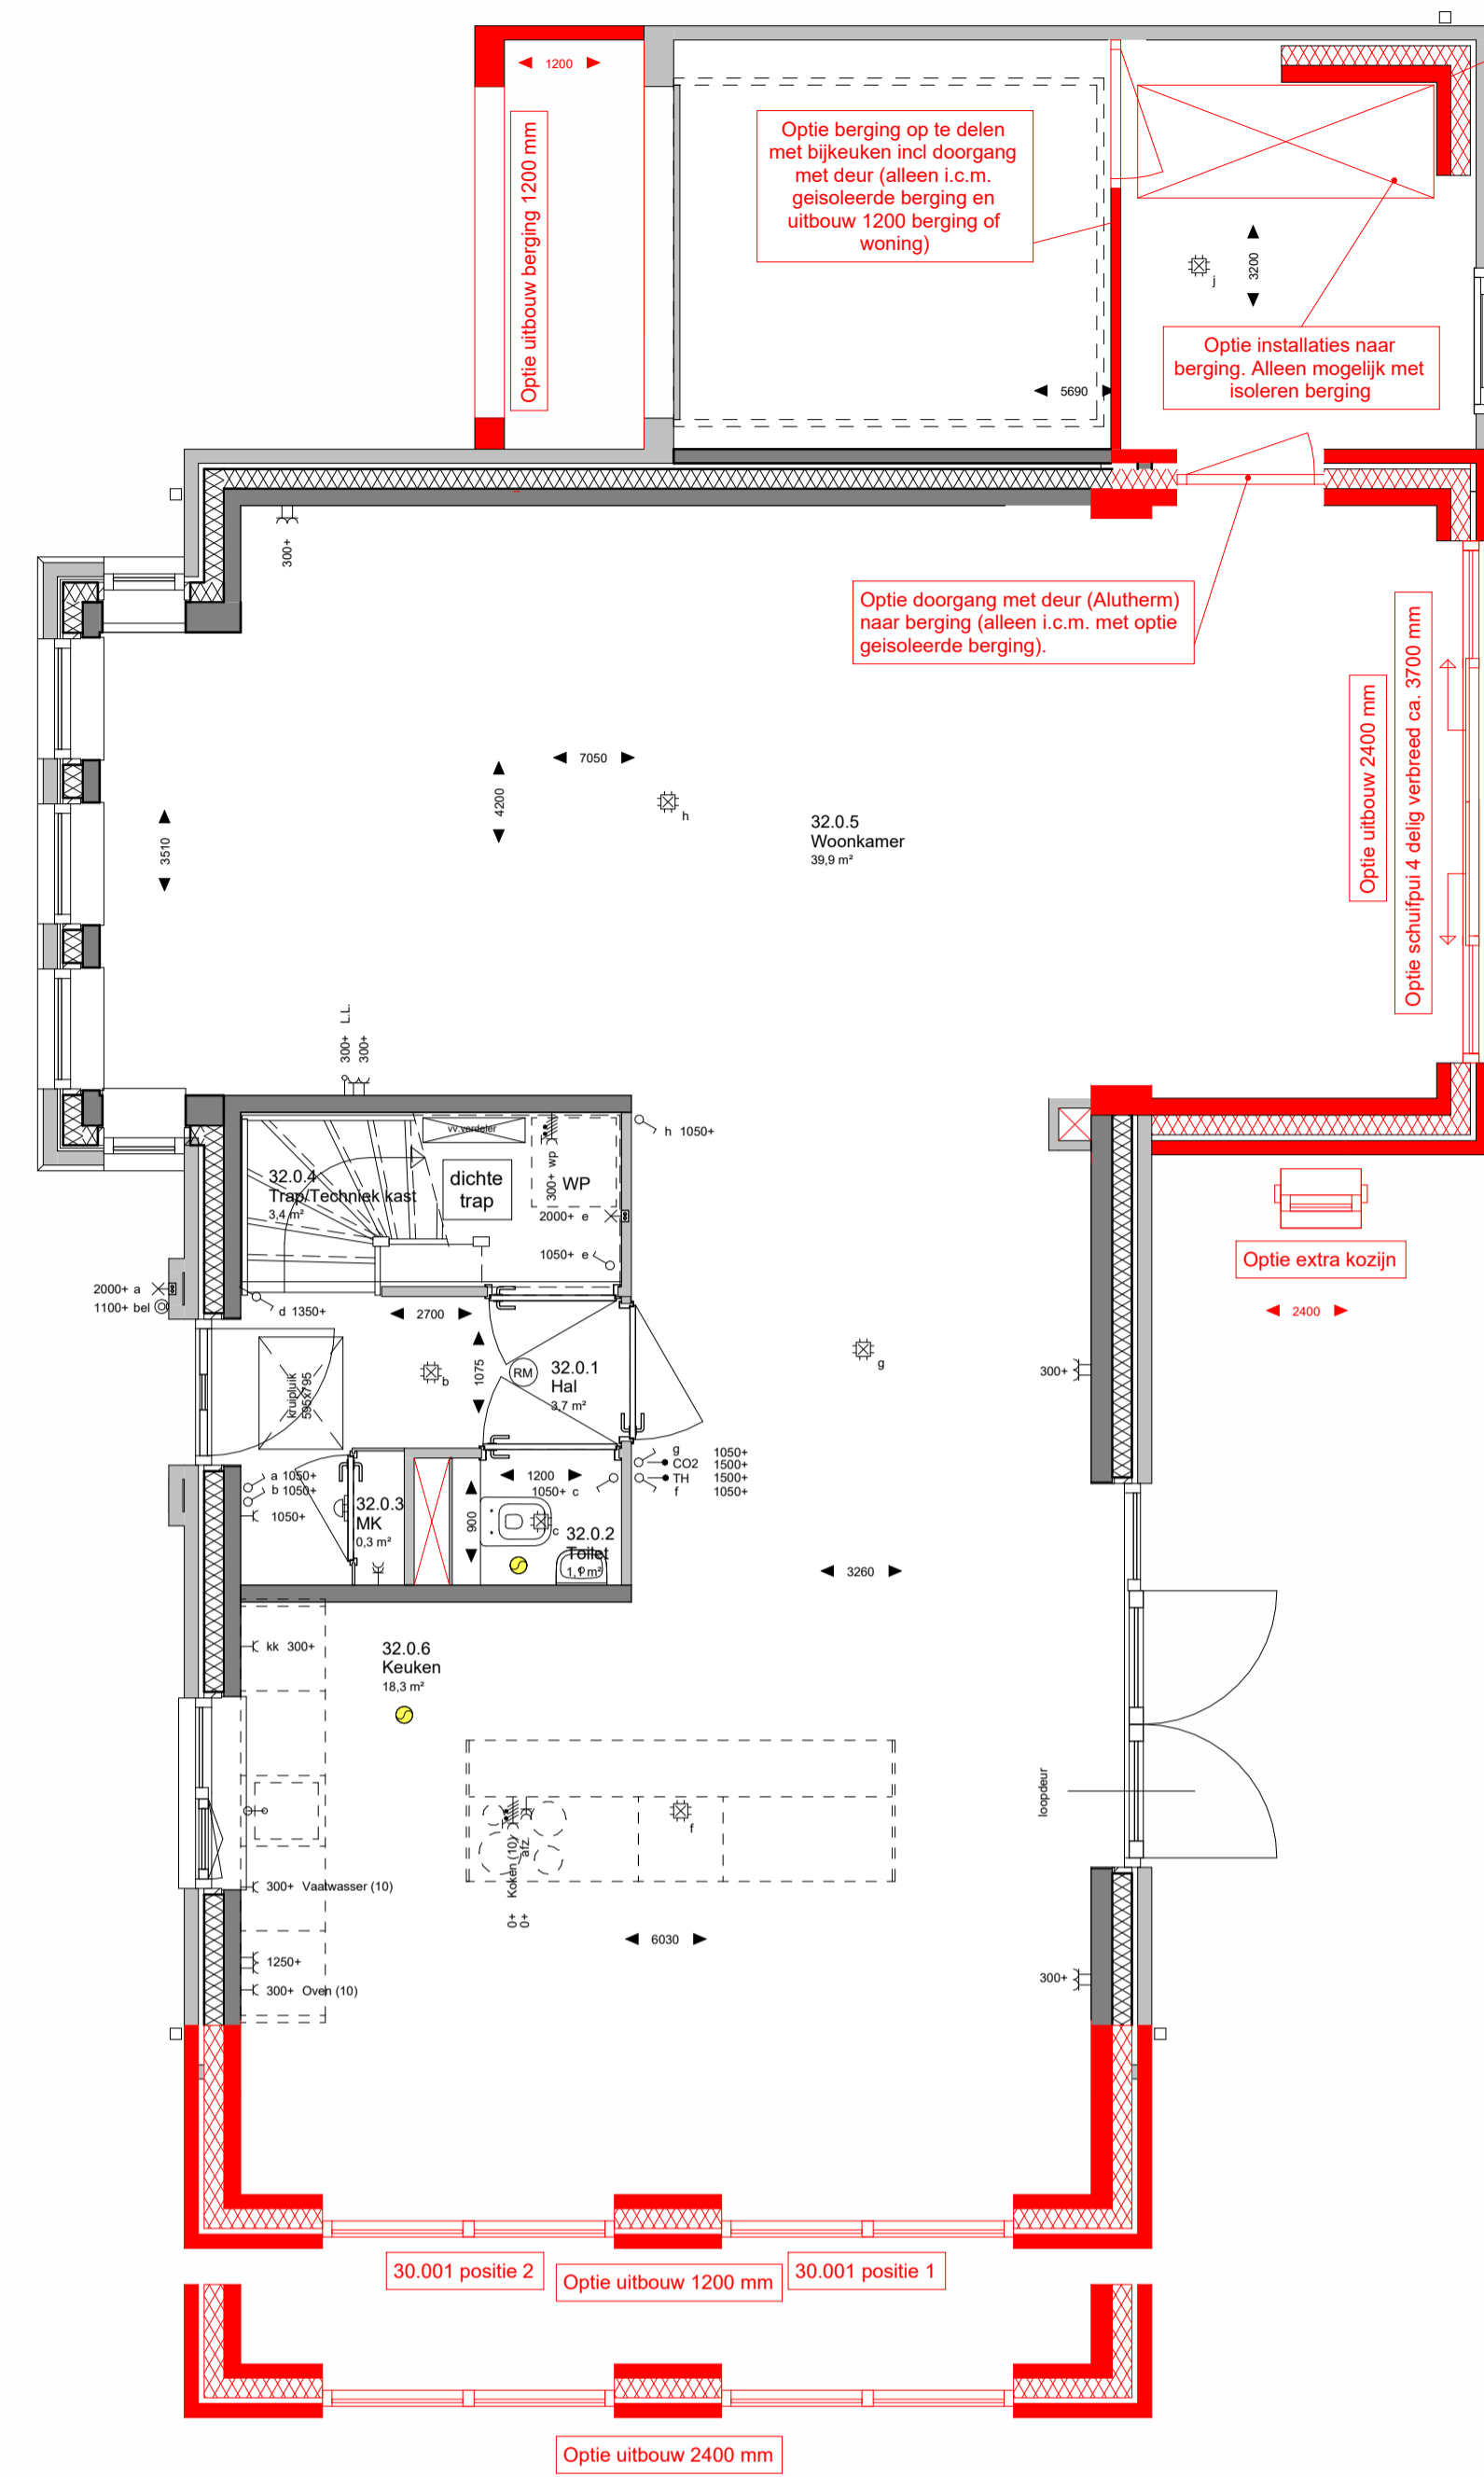 1200
Optie uitbouw berging 1200 mm
Optie berging op te delen
met bijkeuken incl doorgang
met deur (alleen i.c.m.
geisoleerde berging en
uitbouw 1200 berging of
woning)
j
3200
Optie installaties naar
berging. Alleen mogelijk met
isoleren berging
5690
300+
Optie doorgang met deur (Alutherm)
naar berging (alleen i.c.m. met optie
geisoleerde berging).
Optie uitbouw 2400 mm
Optie schuifpui 4 delig verbreed ca. 3700 mm
7050
4200
3510
h
32.0.5
Woonkamer
39,9 m²
300+ L.L.
300+
vv.verdeler
h 1050+
32.0.4
Trap/Techniek kast
3,4 m²
dichte
trap
300+ wp
WP
2000+ e
1050+ e
Optie extra kozijn
2400
2000+ a
1100+ bel
d 1350+
2700
1075
kruipluik
595x795
b
RM
32.0.1
Hal
3,7 m²
g
300+
a 1050+
b 1050+
1050+
32.0.3
MK
0,3 m²
1200
1050+ c
900
c
32.0.2
Toilet
1,1 m²
g 1050+
CO2 1500+
TH 1500+
f 1050+
3260
kk 300+
32.0.6
Keuken
18,3 m²
loopdeur
f
0+ Koken (10)
0+ afz.
300+ Vaatwasser (10)
6030
1250+
300+ Oven (10)
300+
30.001 positie 2
Optie uitbouw 1200 mm
30.001 positie 1
Optie uitbouw 2400 mm